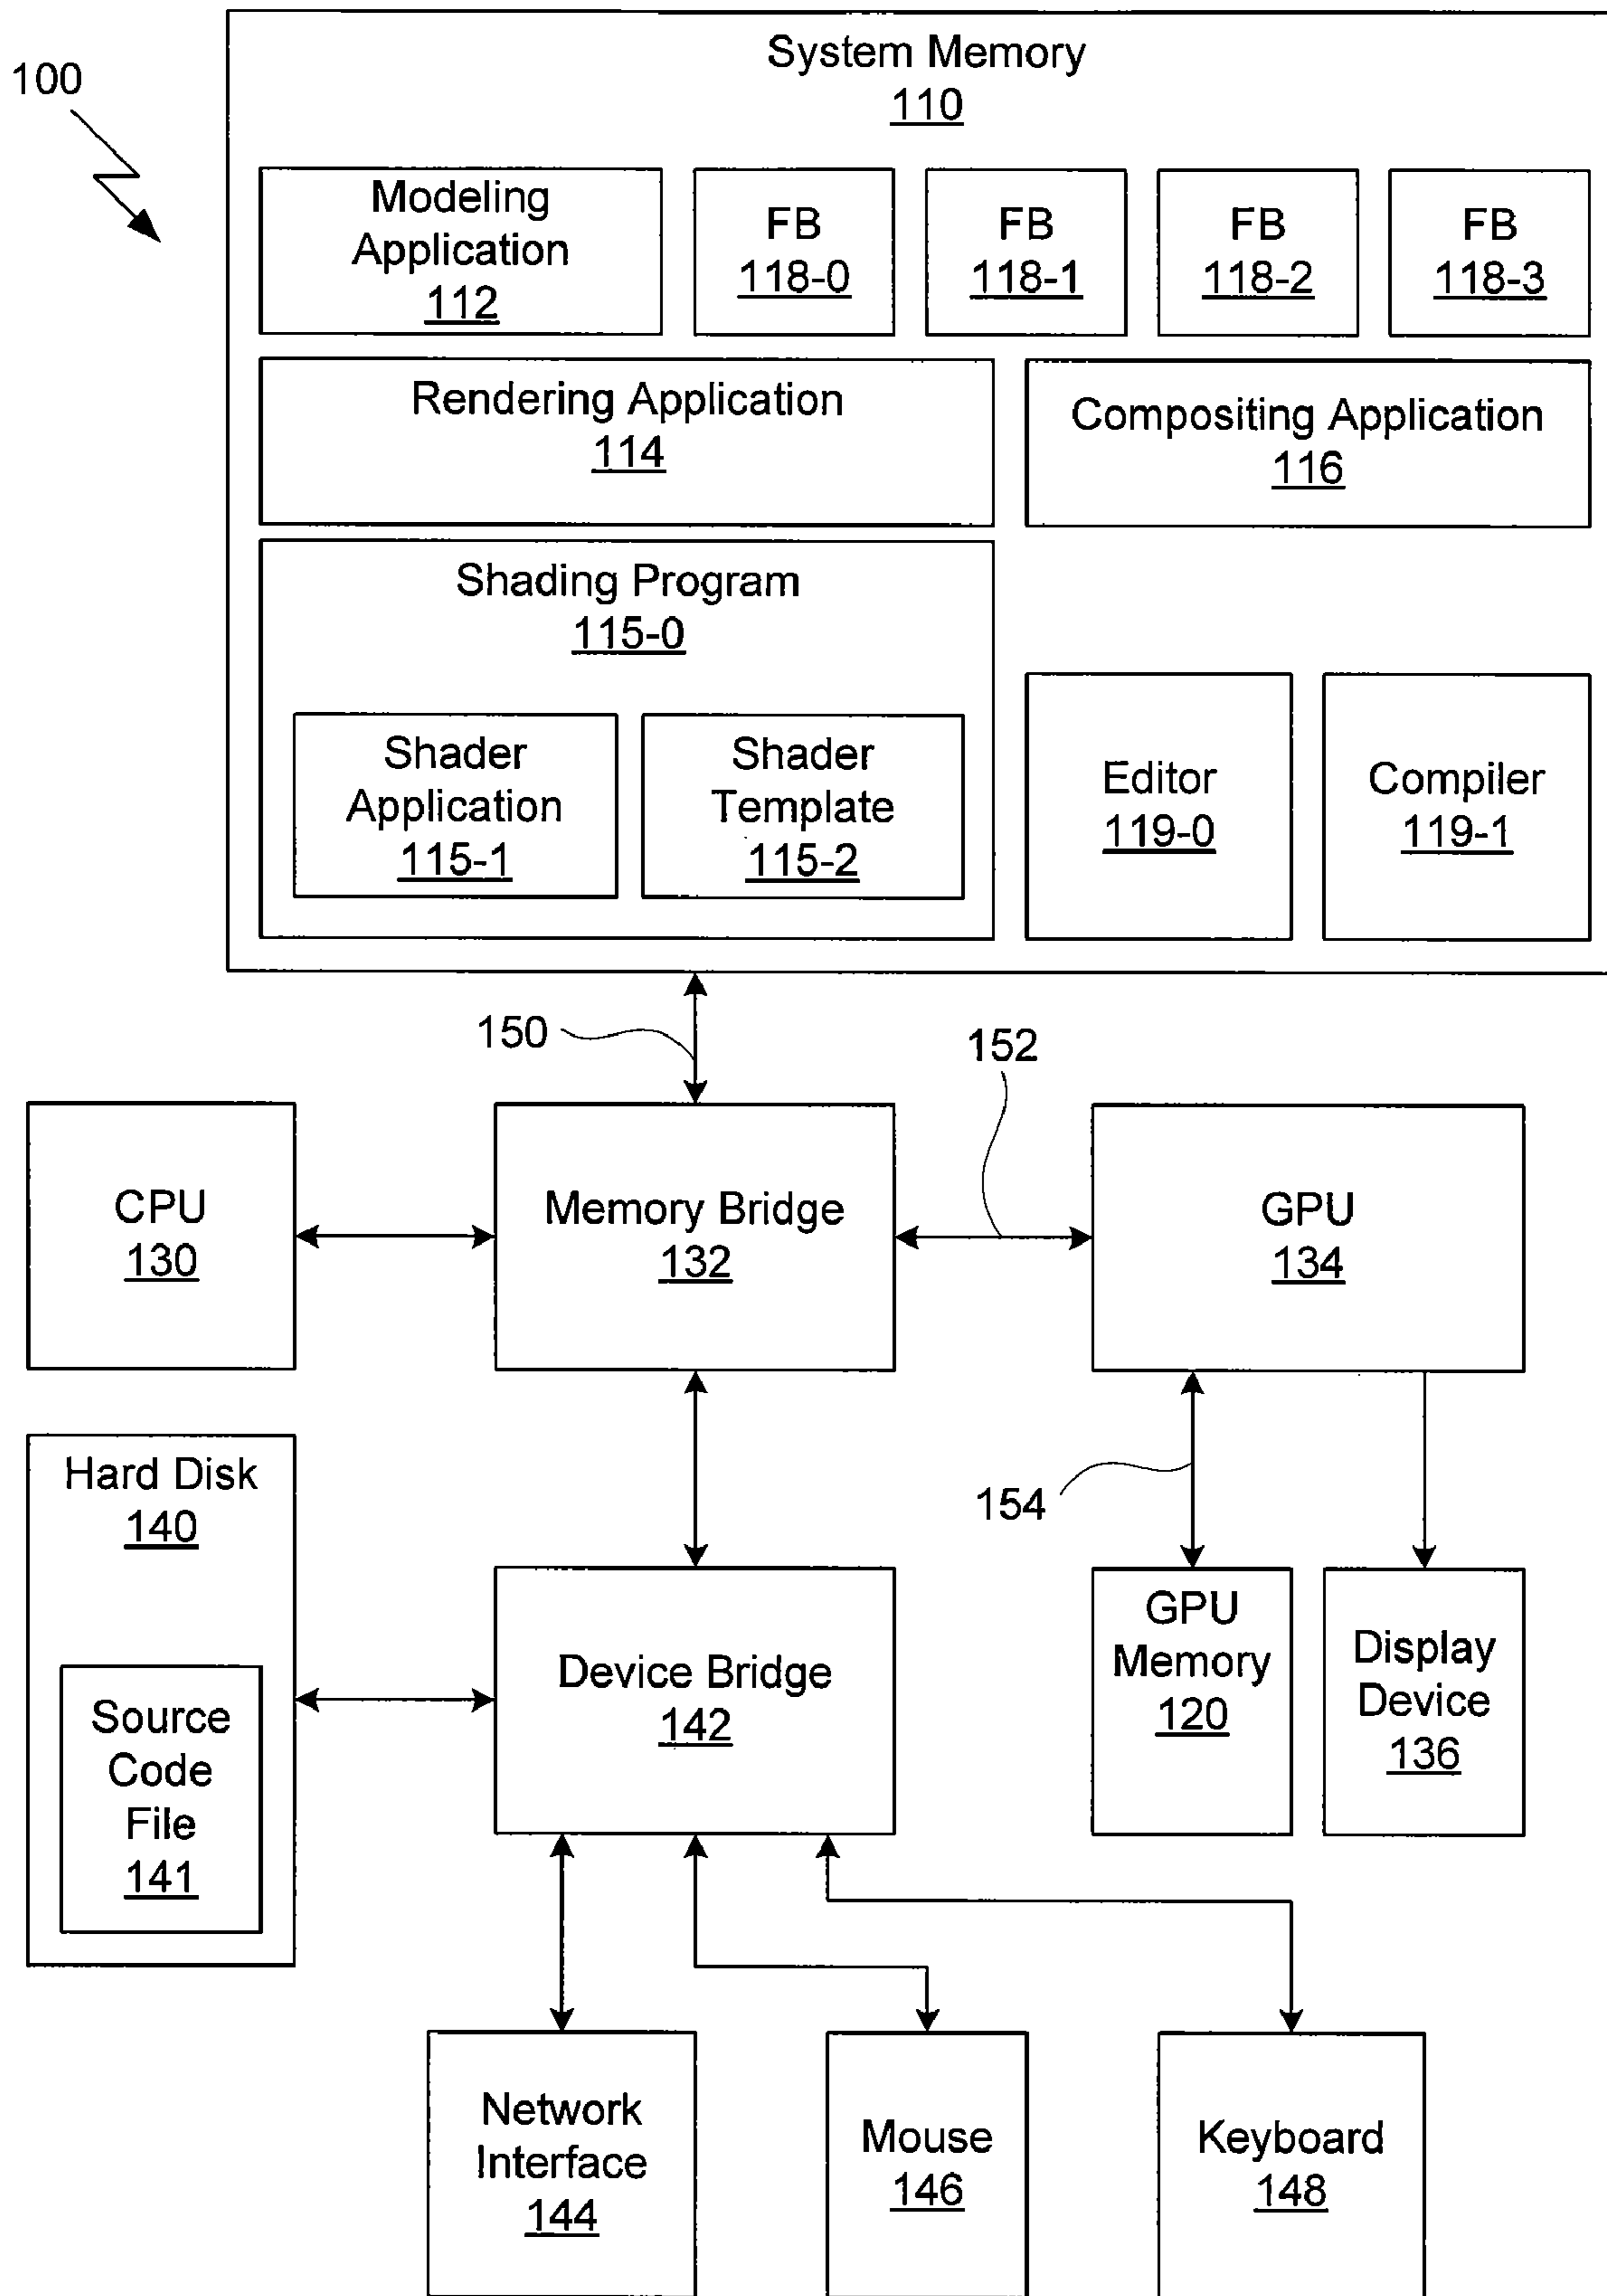 System Memory
110
100
Modeling
Application
112
FB
118-0
FB
118-1
FB
118-2
FB
118-3
Rendering Application
114
Compositing Application
116
Shading Program
115-0
Shader
Application
115-1
Shader
Template
115-2
Editor
119-0
Compiler
119-1
150
152
CPU
130
Memory Bridge
132
GPU
134
Hard Disk
140
154
Source
Code
File
141
Device Bridge
142
GPU
Memory
120
Display
Device
136
Network
Interface
144
Mouse
146
Keyboard
148